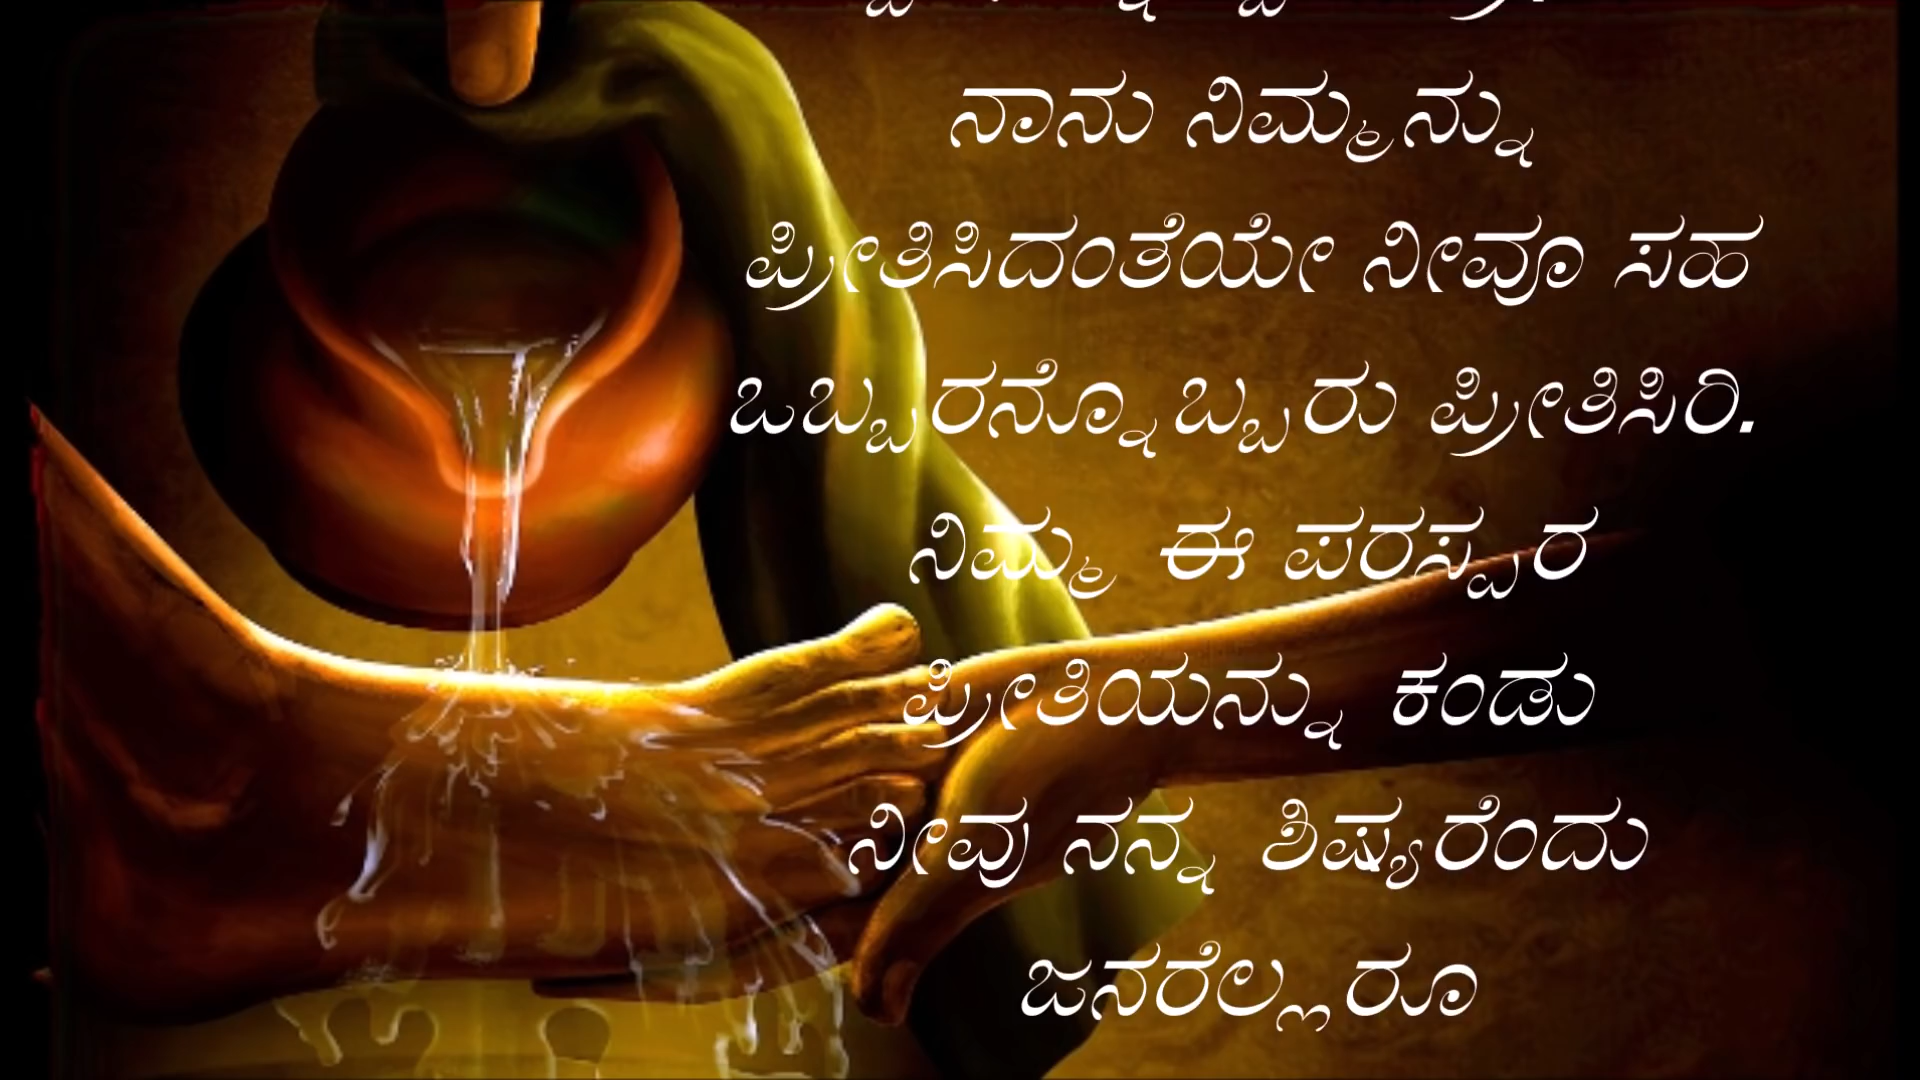 ನಾನು ನಿಮ್ಮನ್ನು
ಪ್ರೀತಿಸಿದಂತೆಯೇ ನೀವೂ ಸಹ
ಒಬ್ಬರನ್ನೊಬ್ಬರು ಪ್ರೀತಿಸಿರಿ.
ನಿಮ್ಮ ಈ ಪರಸ್ಪರ
ಪ್ರೀತಿಯನ್ನು ಕಂಡು
ನೀವು ನನ್ನ ಶಿಷ್ಯರೆಂದು
ಜನರೆಲ್ಲರೂ